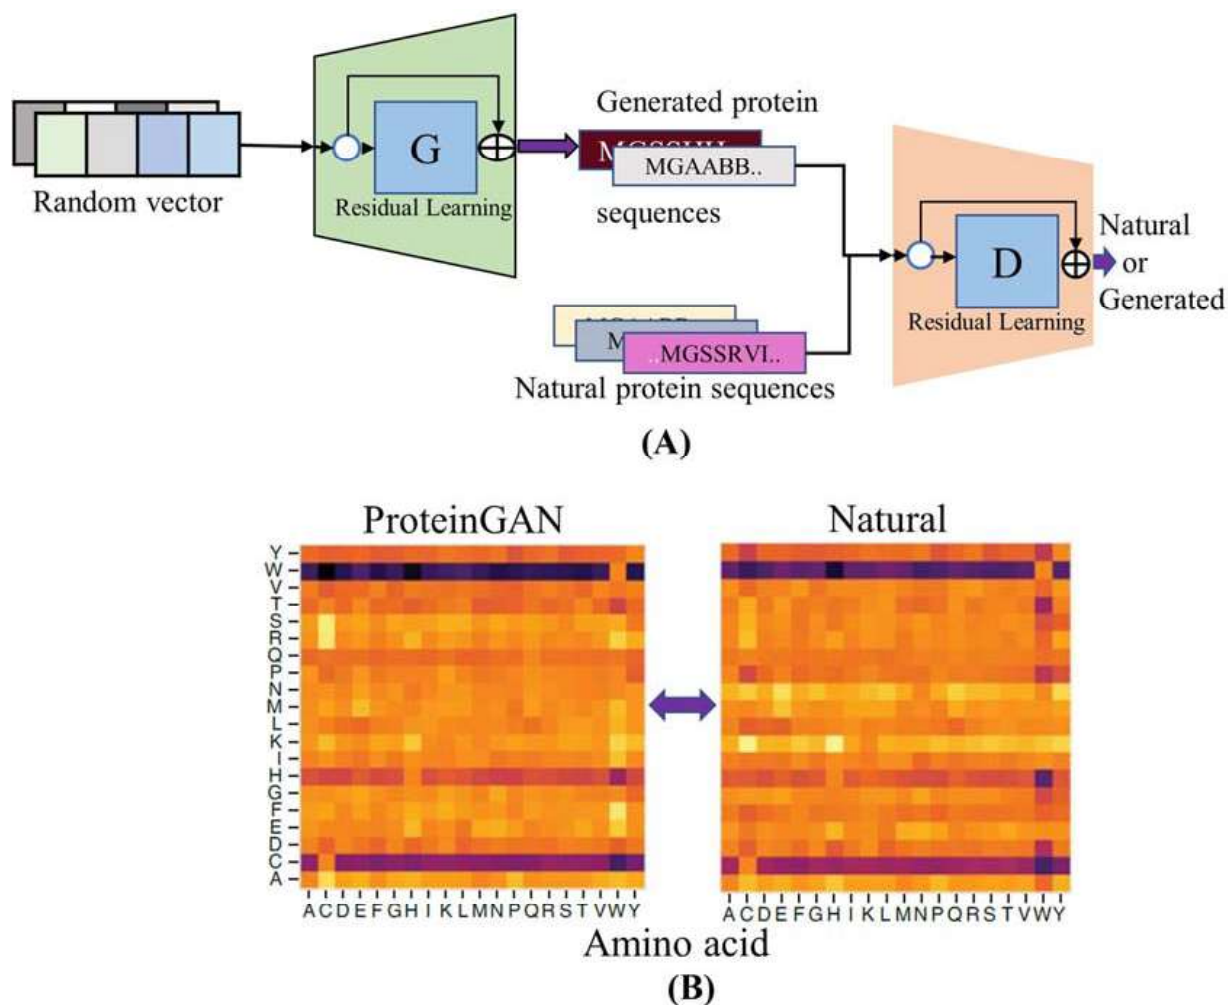 Random vector
G
Residual Learning
Generated protein
MGAABB..
sequences
..MGSSRVI..
Natural protein sequences
D
Residual Learning
Natural
or
Generated
(A)
ProteinGAN
Natural
Y
W
V
T
S
R
Q
P
N
M
L
K
I
H
G
F
E
D
C
A
A C D E F G H I K L M N P Q R S T V W Y
A C D E F G H I K L M N P Q R S T V W Y
Amino acid
(B)